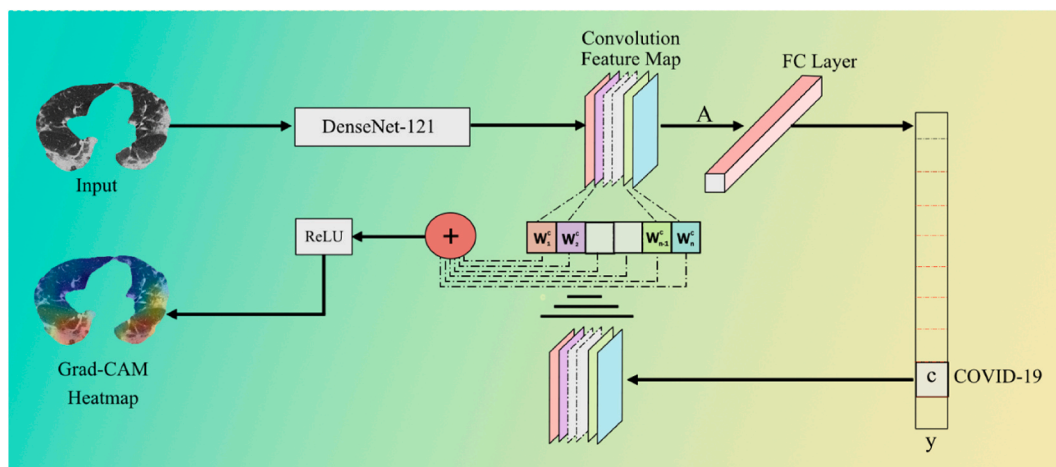 Convolution
Feature Map
FC Layer
DenseNet-121
A
Input
ReLU
+
W₁ᶜ W₂ᶜ Wₙ₋₁ᶜ Wₙᶜ
Grad-CAM
Heatmap
c COVID-19
y